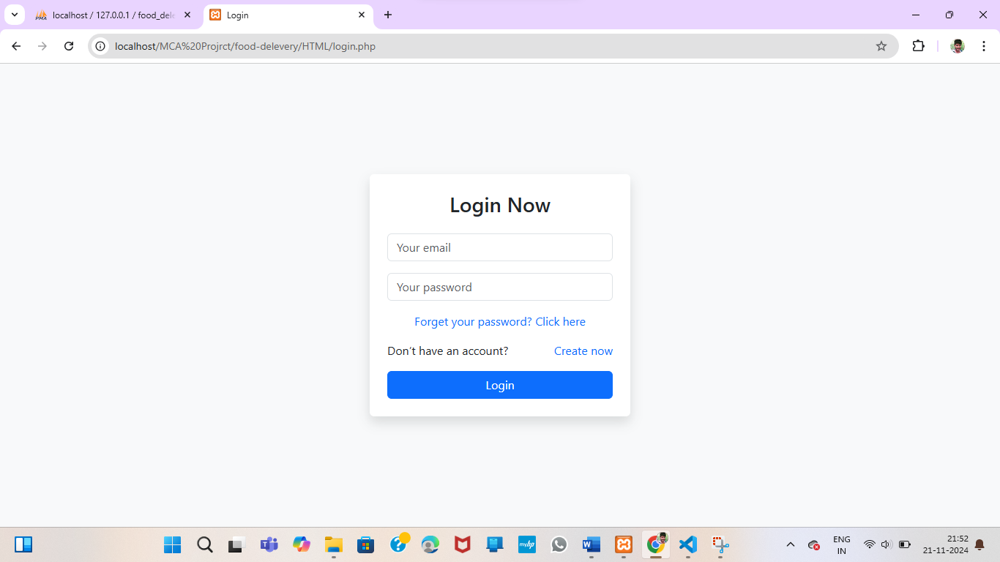 localhost / 127.0.0.1 / food_dele
Login
localhost/MCA%20Projrct/food-delevery/HTML/login.php
Login Now
Your email
Your password
Forget your password? Click here
Don't have an account? Create now
Login
myhp
ENG
IN
21:52
21-11-2024